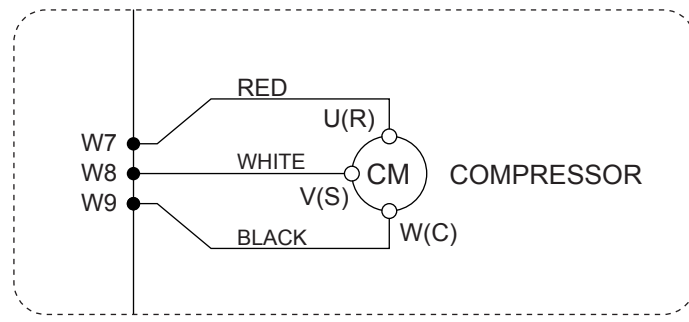 RED
U(R)
W7
W8
WHITE
CM
COMPRESSOR
V(S)
W9
BLACK
W(C)